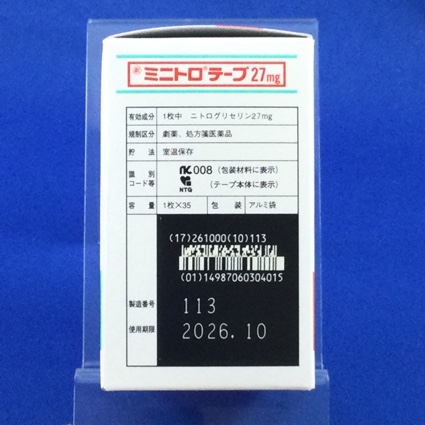 劇 ミニトロ®テープ27mg
有効成分 1枚中 ニトログリセリン27mg
規制区分 劇薬、処方箋医薬品
貯法 室温保存
識別コード等 NK008 (包装材料に表示)
NTG (テープ本体に表示)
容量 1枚×35 包装 アルミ袋
(17)261000(10)113
(01)14987060304015
製造番号 113
使用期限 2026.10